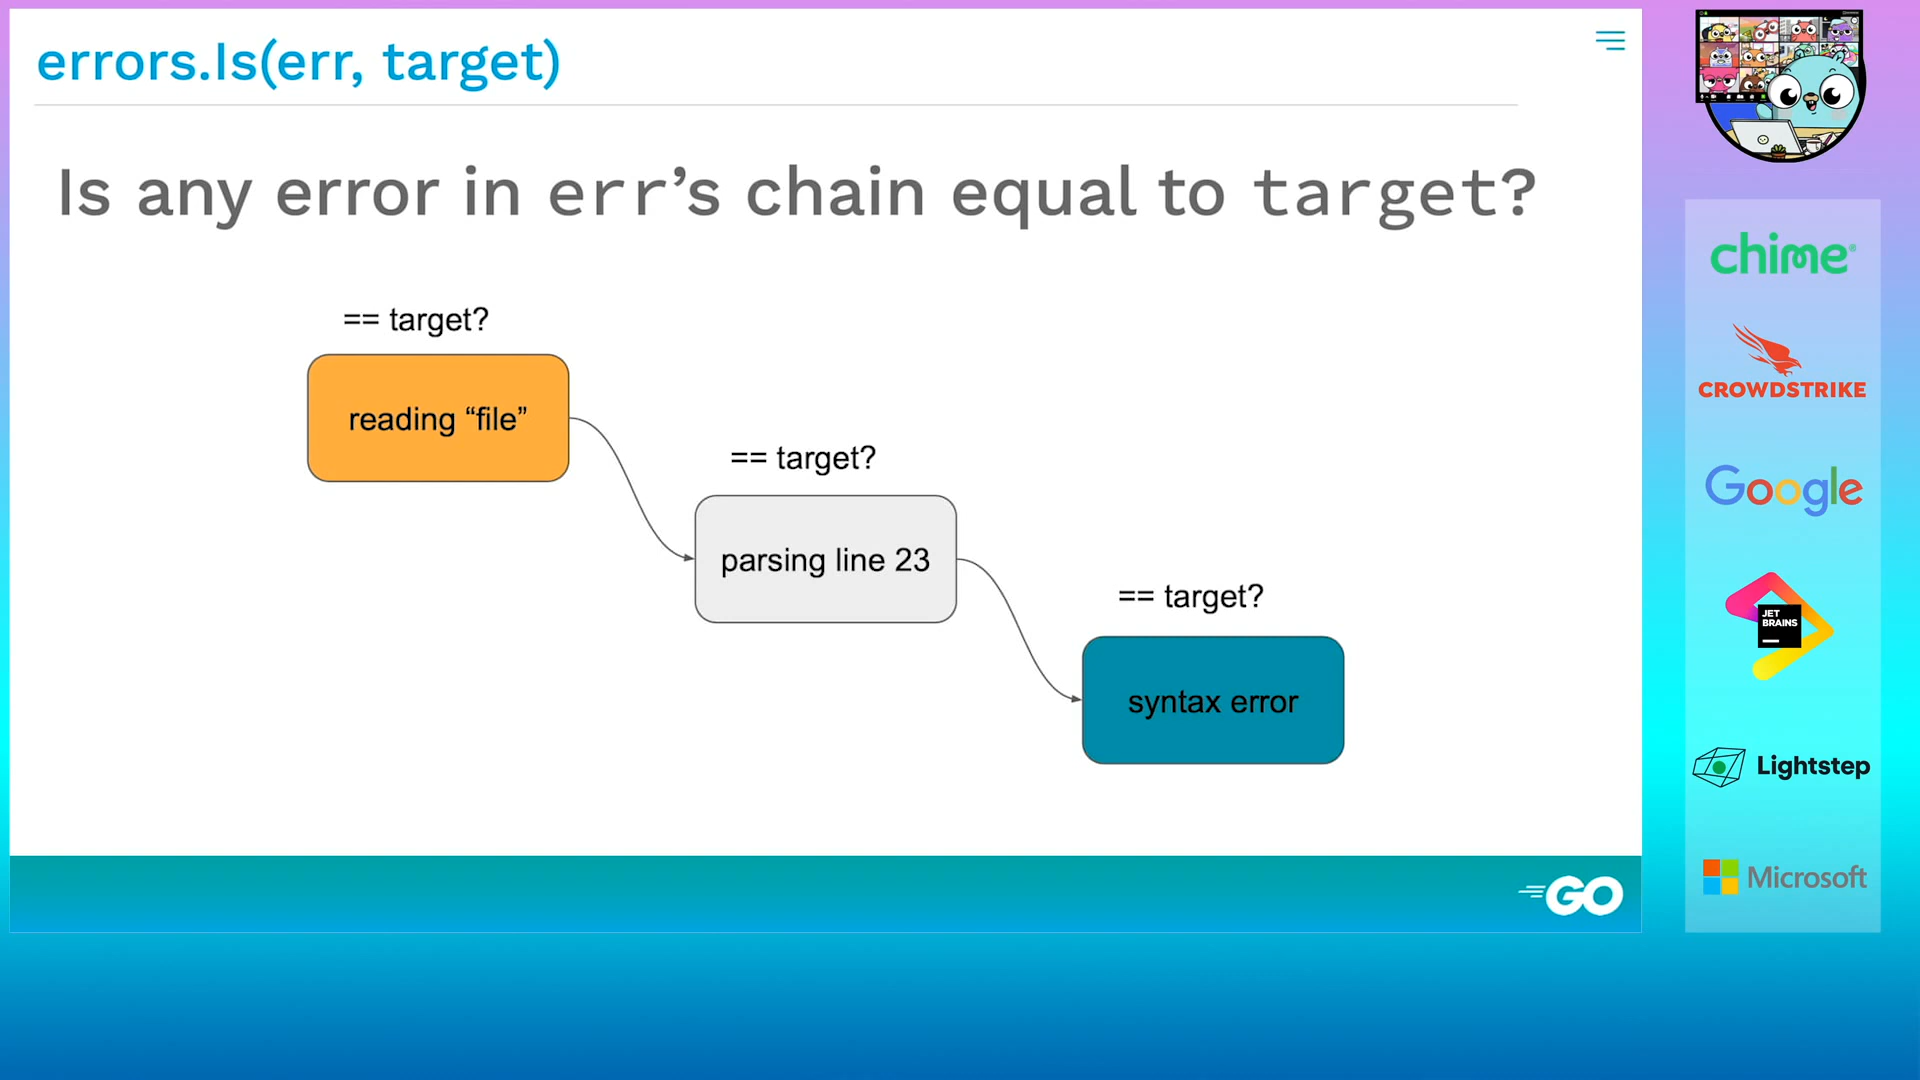 errors.Is(err, target)
Is any error in err’s chain equal to target?
== target?
reading “file”
== target?
parsing line 23
== target?
syntax error
GO
chime
CROWDSTRIKE
Google
JET
BRAINS
Lightstep
Microsoft